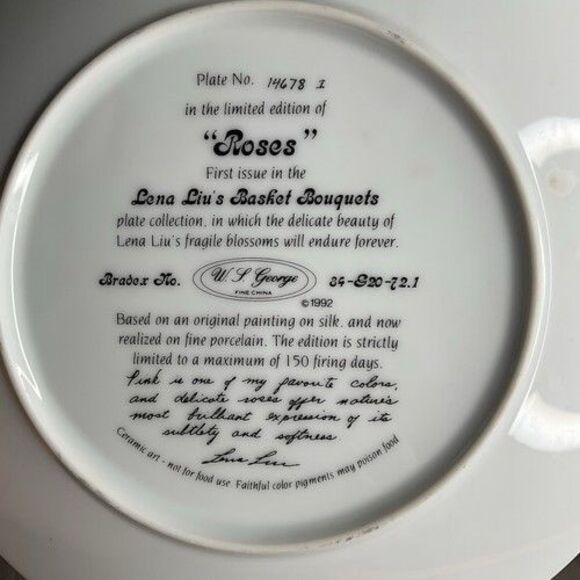 Plate No. 14678 I
in the limited edition of
"Roses"
First issue in the
Lena Liu's Basket Bouquets
plate collection, in which the delicate beauty of
Lena Liu's fragile blossoms will endure forever.
Bradex No. W. S. George 84-G20-72.1
FINE CHINA
©1992
Based on an original painting on silk, and now
realized on fine porcelain. The edition is strictly
limited to a maximum of 150 firing days.
Pink is one of my favorite colors,
and delicate roses offer nature's
most brilliant expression of its
subtlety and softness
Lena Liu
Ceramic art - not for food use. Faithful color pigments may poison food